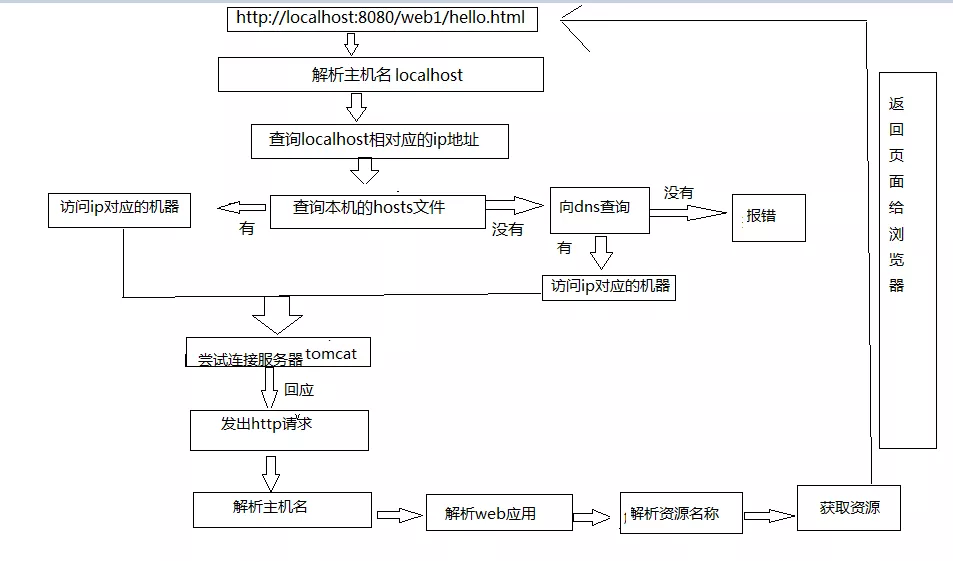 http://localhost:8080/web1/hello.html
解析主机名 localhost
查询localhost相对应的ip地址
访问ip对应的机器
有
查询本机的hosts文件
没有
向dns查询
没有
报错
有
访问ip对应的机器
尝试连接服务器tomcat
回应
发出http请求
解析主机名
解析web应用
解析资源名称
获取资源
返
回
页
面
给
浏
览
器